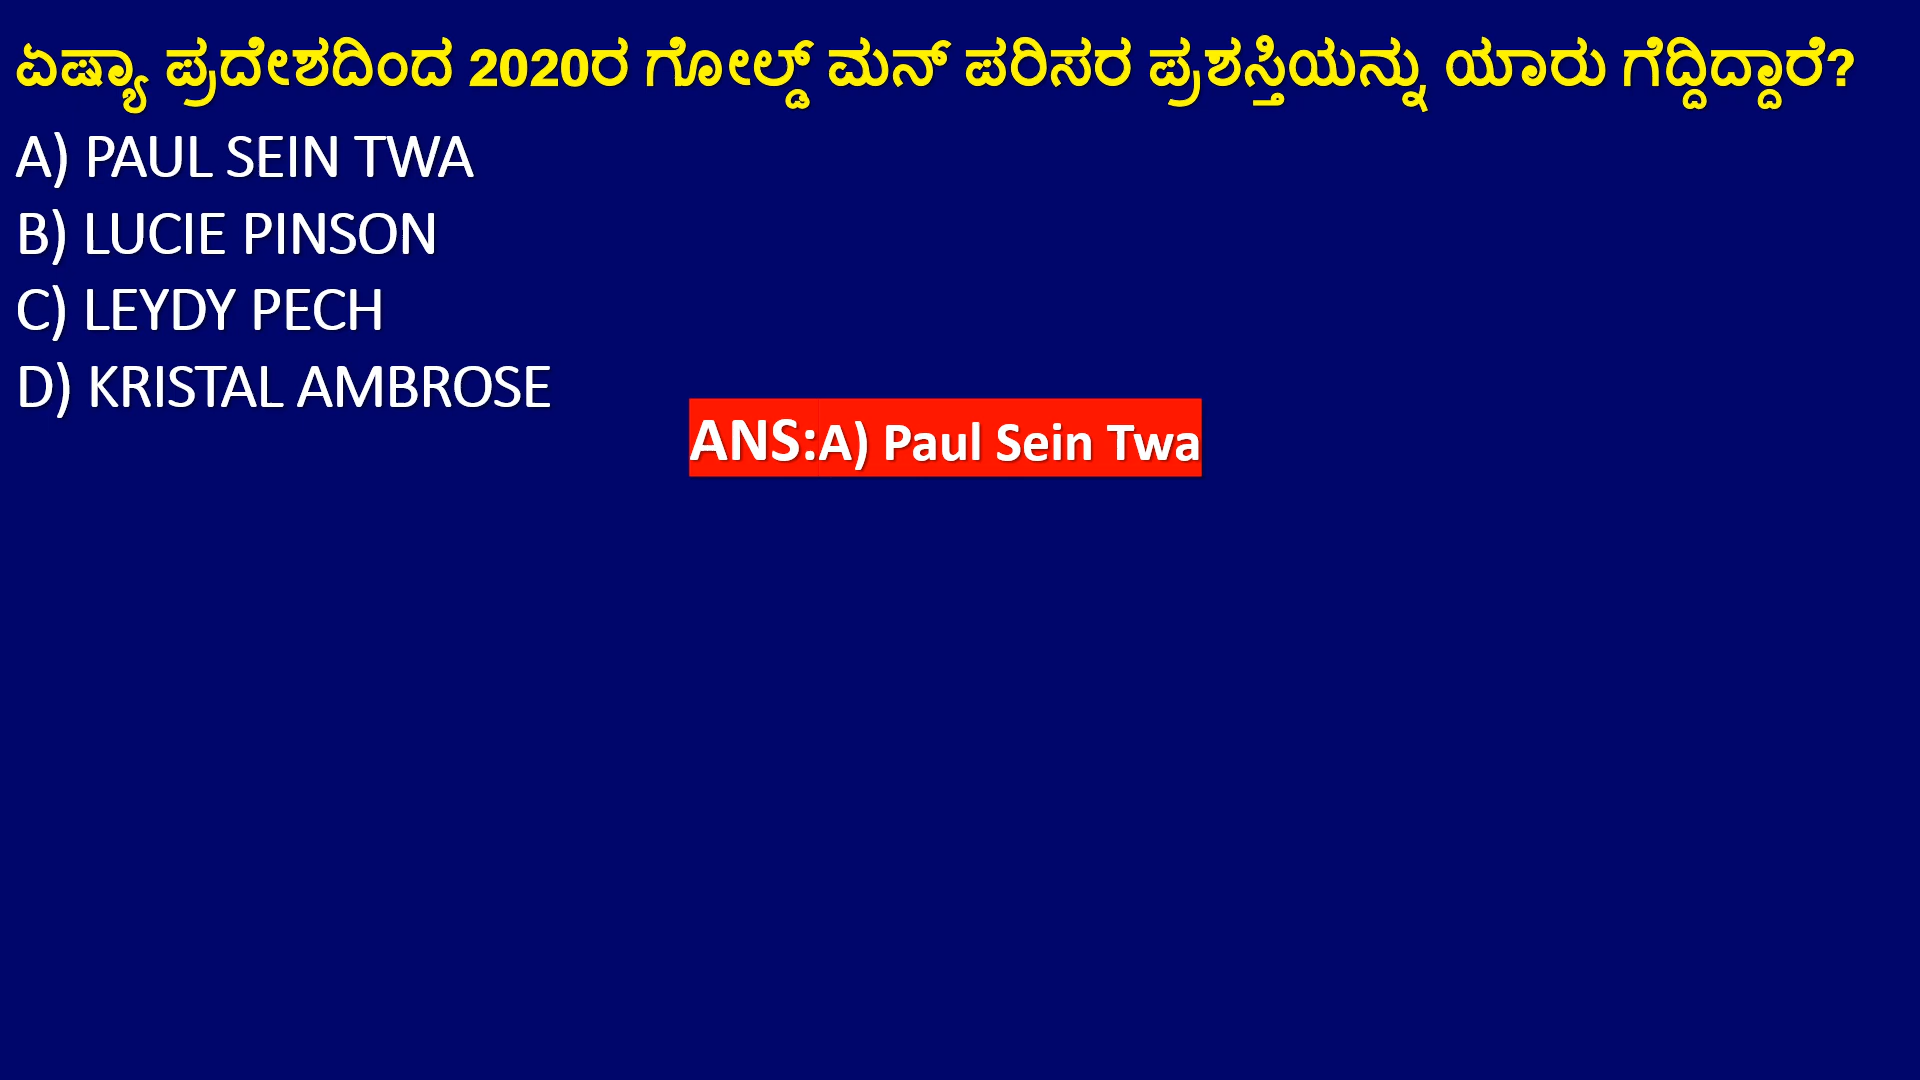 ಏಷ್ಯಾ ಪ್ರದೇಶದಿಂದ 2020ರ ಗೋಲ್ಡ್ ಮನ್ ಪರಿಸರ ಪ್ರಶಸ್ತಿಯನ್ನು ಯಾರು ಗೆದ್ದಿದ್ದಾರೆ?
A) PAUL SEIN TWA
B) LUCIE PINSON
C) LEYDY PECH
D) KRISTAL AMBROSE
ANS:A) Paul Sein Twa